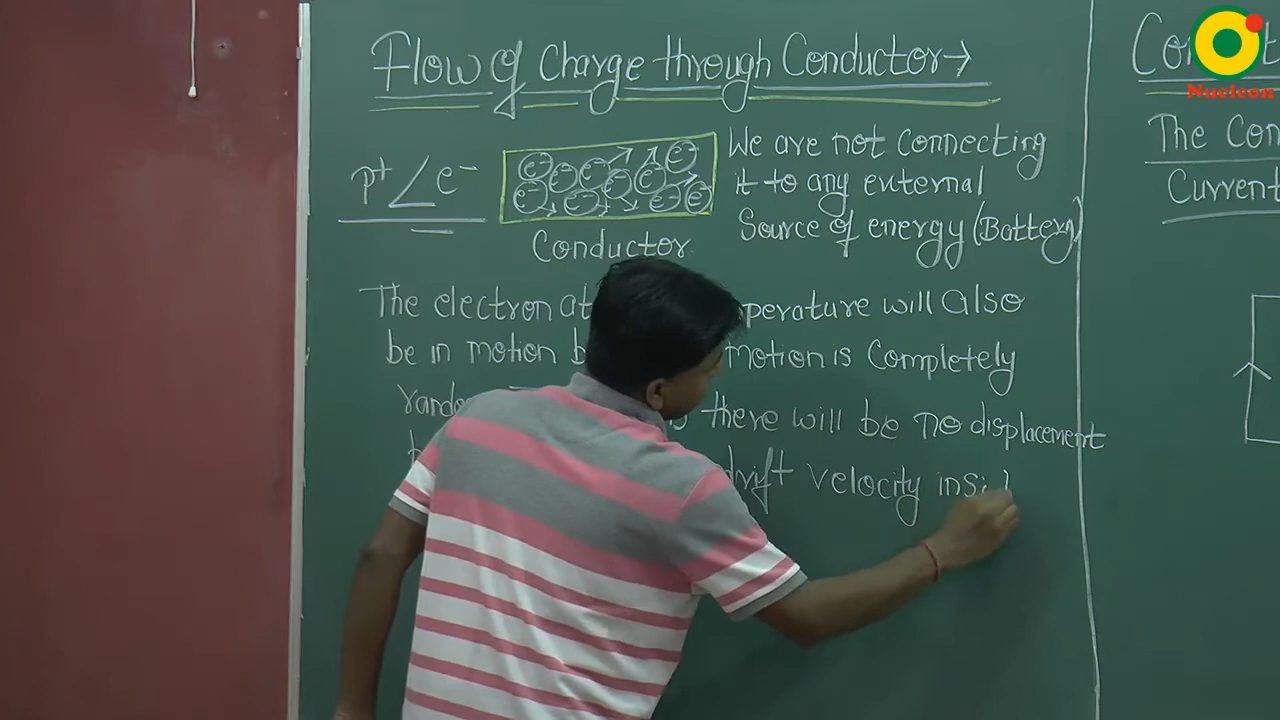 Flow of Charge through Conductor→
p⁺ < e⁻
We are not connecting
it to any external
Source of energy (Battery)
Conductor
The electron at perature will also
be in motion motion is Completely
there will be no displacement
drift velocity insi
The Con
Current
Nucleon